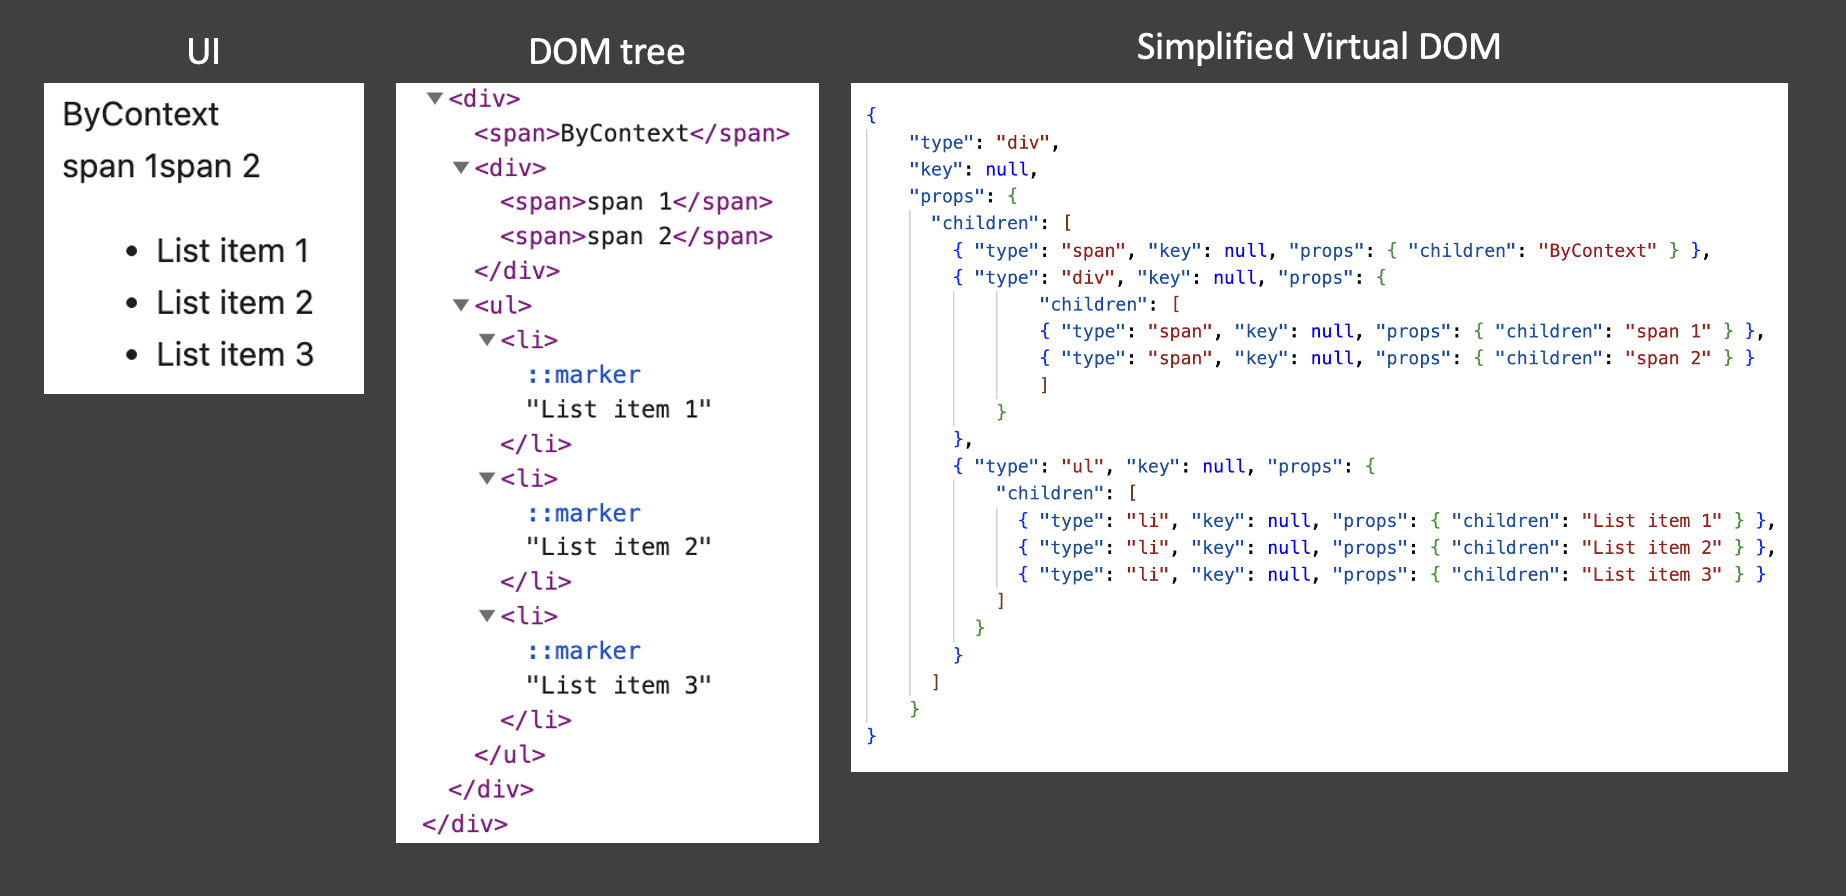 UI
ByContext
span 1span 2
• List item 1
• List item 2
• List item 3
DOM tree
▼<div>
<span>ByContext</span>
▼<div>
<span>span 1</span>
<span>span 2</span>
</div>
▼<ul>
▼<li>
::marker
"List item 1"
</li>
▼<li>
::marker
"List item 2"
</li>
▼<li>
::marker
"List item 3"
</li>
</ul>
</div>
</div>
Simplified Virtual DOM
{
"type": "div",
"key": null,
"props": {
"children": [
{ "type": "span", "key": null, "props": { "children": "ByContext" } },
{ "type": "div", "key": null, "props": {
"children": [
{ "type": "span", "key": null, "props": { "children": "span 1" } },
{ "type": "span", "key": null, "props": { "children": "span 2" } }
]
}
},
{ "type": "ul", "key": null, "props": {
"children": [
{ "type": "li", "key": null, "props": { "children": "List item 1" } },
{ "type": "li", "key": null, "props": { "children": "List item 2" } },
{ "type": "li", "key": null, "props": { "children": "List item 3" } }
]
}
}
]
}
}